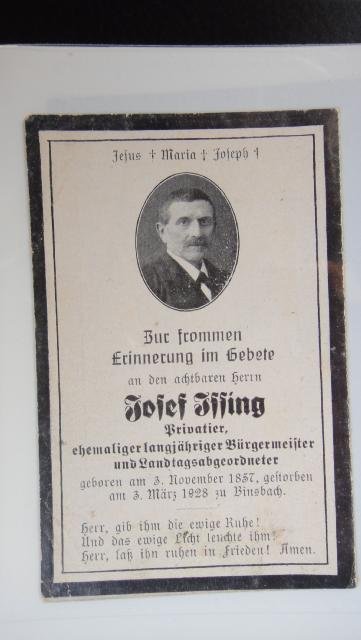 Jesus † Maria † Joseph †
Zur frommen
Erinnerung im Gebete
an den achtbaren Herrn
Josef Issing
Privatier,
ehemaliger langjähriger Bürgermeister
und Landtagsabgeordneter
geboren am 3. November 1837, gestorben
am 3. März 1928 zu Binsbach.
Herr, gib ihm die ewige Ruhe!
Und das ewige Licht leuchte ihm!
Herr, laß ihn ruhen in Frieden! Amen.